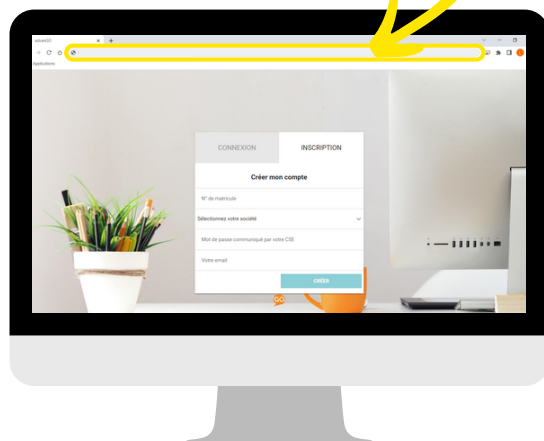 advanGO
Applications
CONNEXION
INSCRIPTION
Créer mon compte
N° de matricule
Sélectionnez votre société
Mot de passe communiqué par votre CSE
Votre email
CRÉER
GO